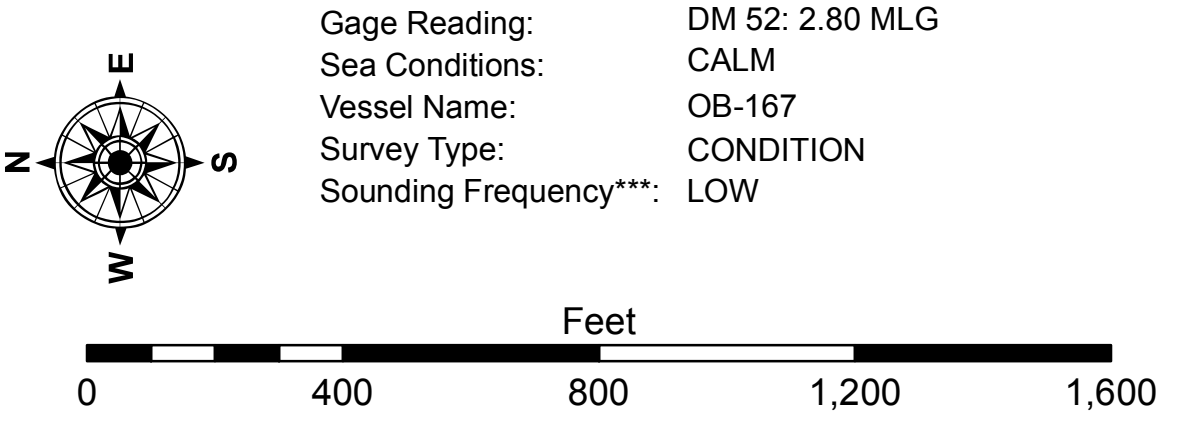 Gage Reading: DM 52: 2.80 MLG
Sea Conditions: CALM
Vessel Name: OB-167
Survey Type: CONDITION
Sounding Frequency***: LOW
E
N S
W
Feet
0 400 800 1,200 1,600